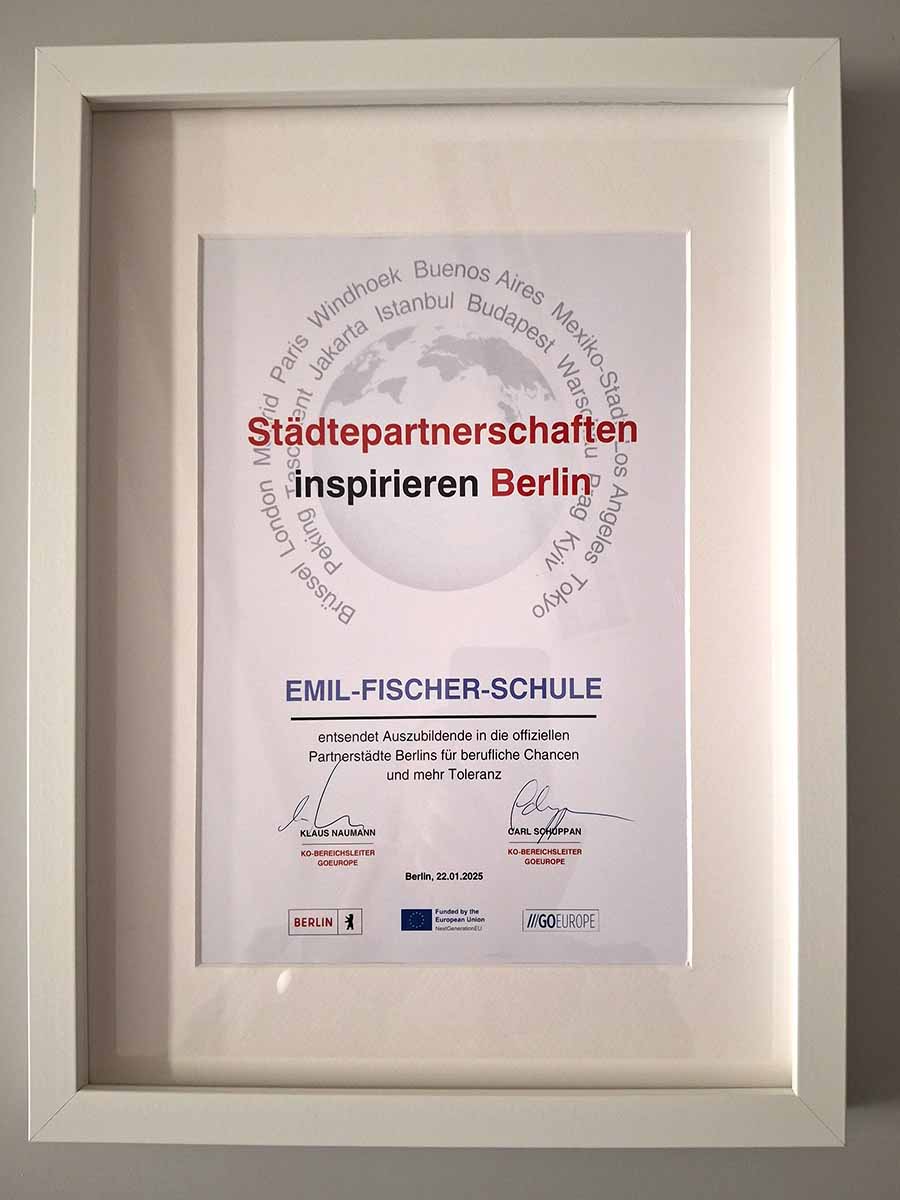 Brüssel London Madrid Paris Windhoek Buenos Aires Mexiko-Stadt Los Angeles Tokyo
Peking Taschkent Jakarta Istanbul Budapest Warschau Prag Kyiv
Städtepartnerschaften
inspirieren Berlin
EMIL-FISCHER-SCHULE
entsendet Auszubildende in die offiziellen
Partnerstädte Berlins für berufliche Chancen
und mehr Toleranz
KLAUS NAUMANN
KO-BEREICHSLEITER
GOEUROPE
CARL SCHUPPAN
KO-BEREICHSLEITER
GOEUROPE
Berlin, 22.01.2025
BERLIN
Funded by the
European Union
NextGenerationEU
///GOEUROPE